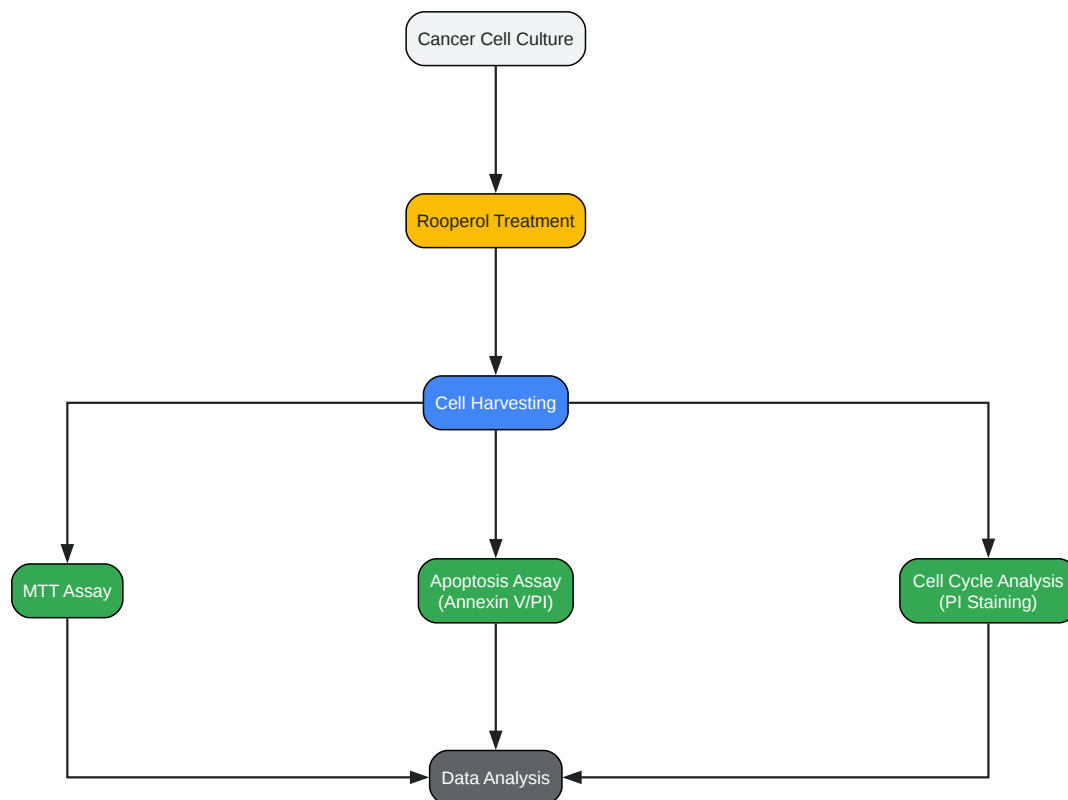 Cancer Cell Culture
Rooperol Treatment
Cell Harvesting
MTT Assay
Apoptosis Assay
(Annexin V/PI)
Cell Cycle Analysis
(PI Staining)
Data Analysis